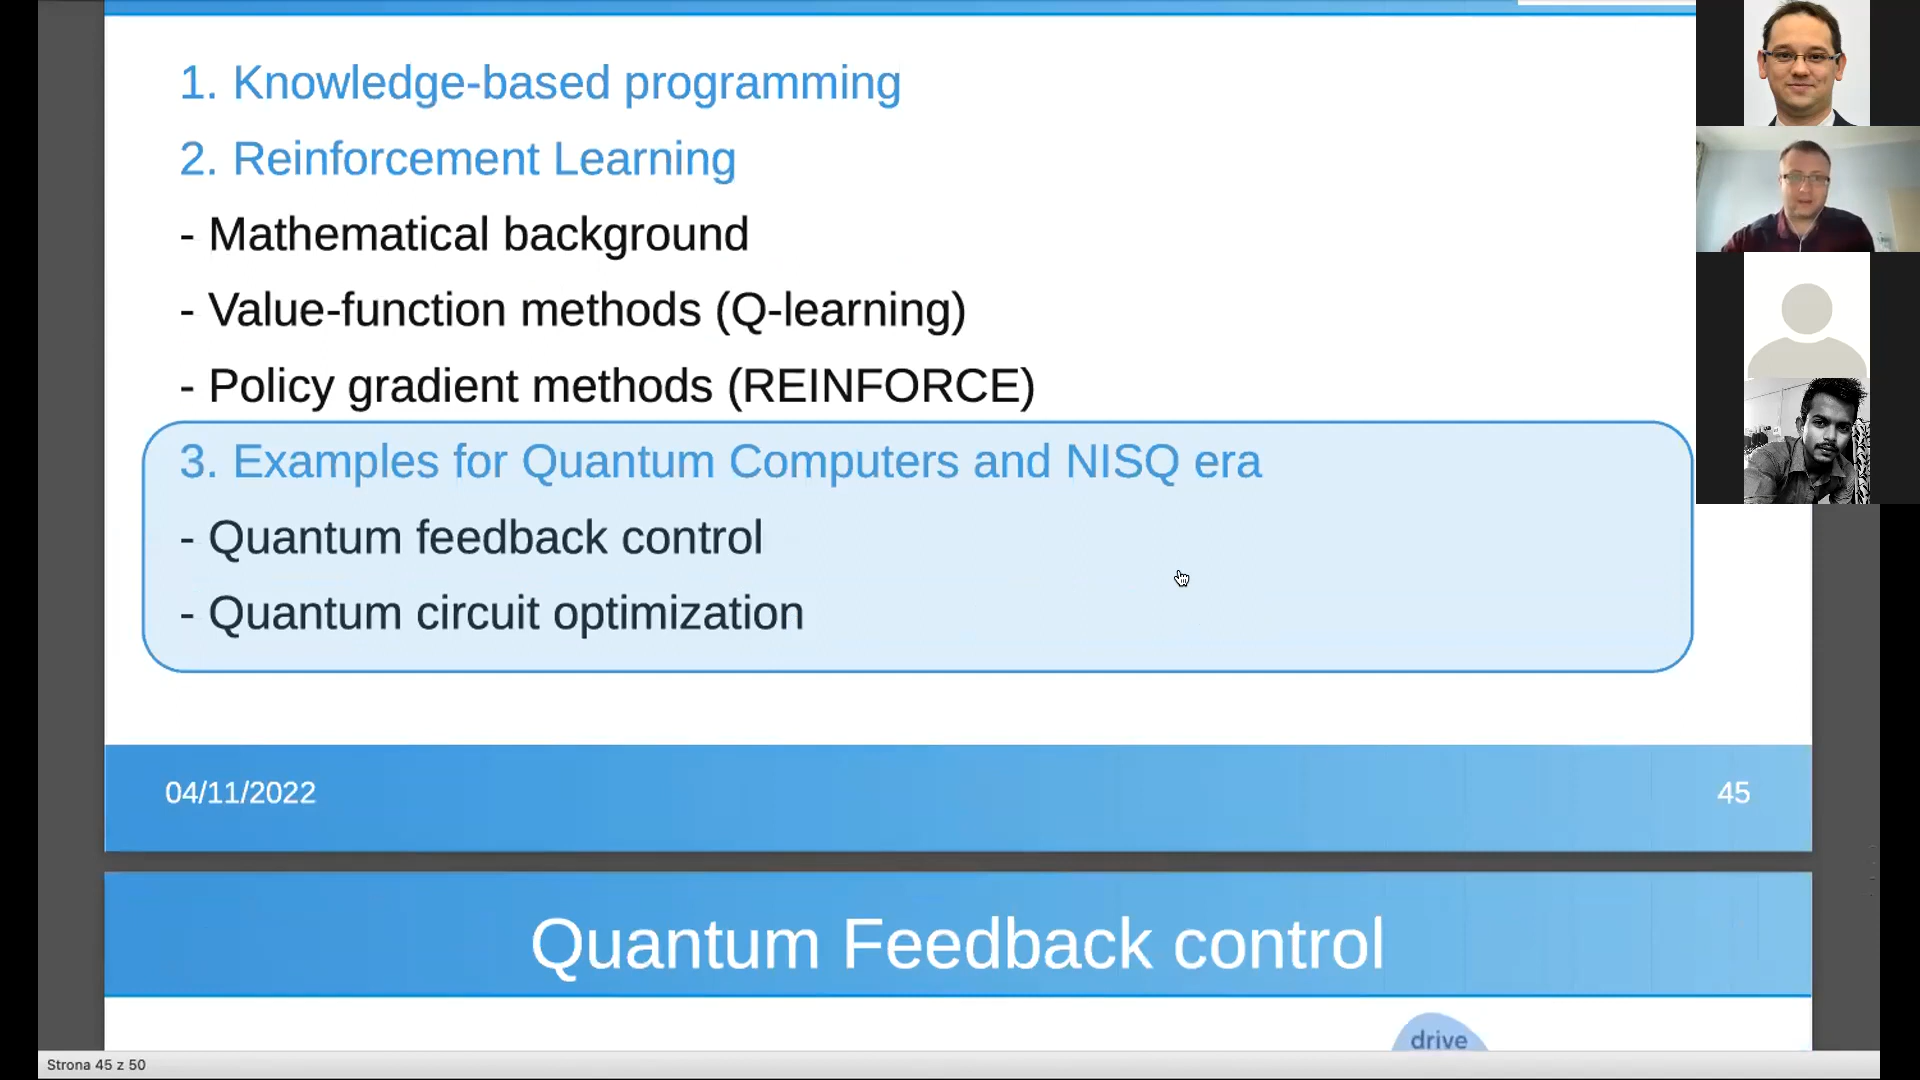 1. Knowledge-based programming
2. Reinforcement Learning
- Mathematical background
- Value-function methods (Q-learning)
- Policy gradient methods (REINFORCE)
3. Examples for Quantum Computers and NISQ era
- Quantum feedback control
- Quantum circuit optimization
04/11/2022
45
Quantum Feedback control
drive
Strona 45 z 50